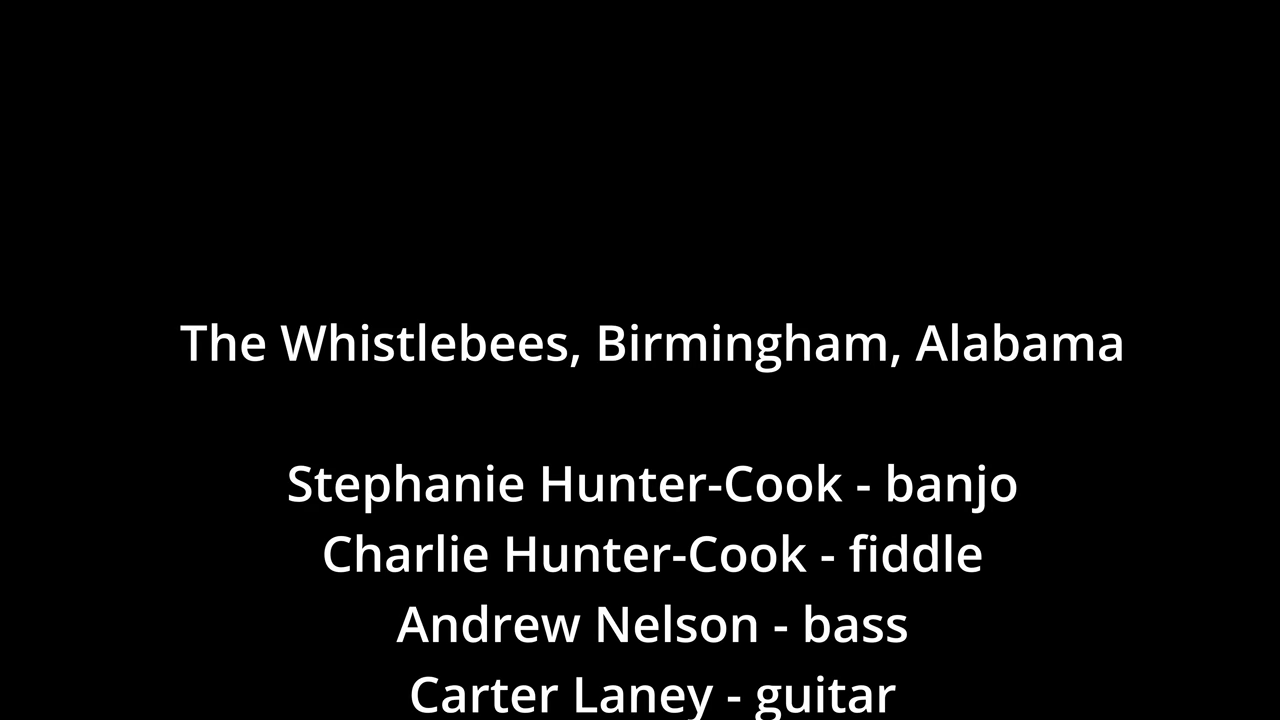 The Whistlebees, Birmingham, Alabama
Stephanie Hunter-Cook - banjo
Charlie Hunter-Cook - fiddle
Andrew Nelson - bass
Carter Laney - guitar